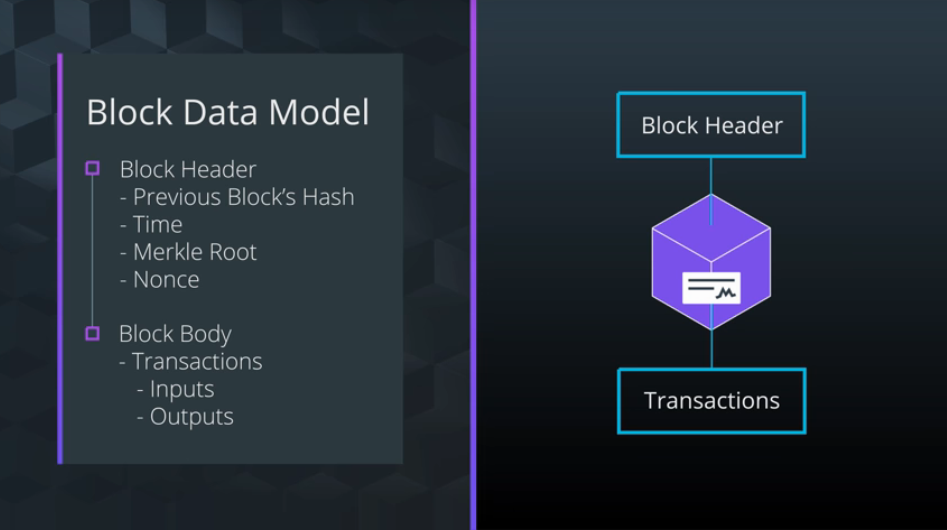 Block Data Model
Block Header
- Previous Block’s Hash
- Time
- Merkle Root
- Nonce
Block Body
- Transactions
- Inputs
- Outputs
Block Header
Transactions